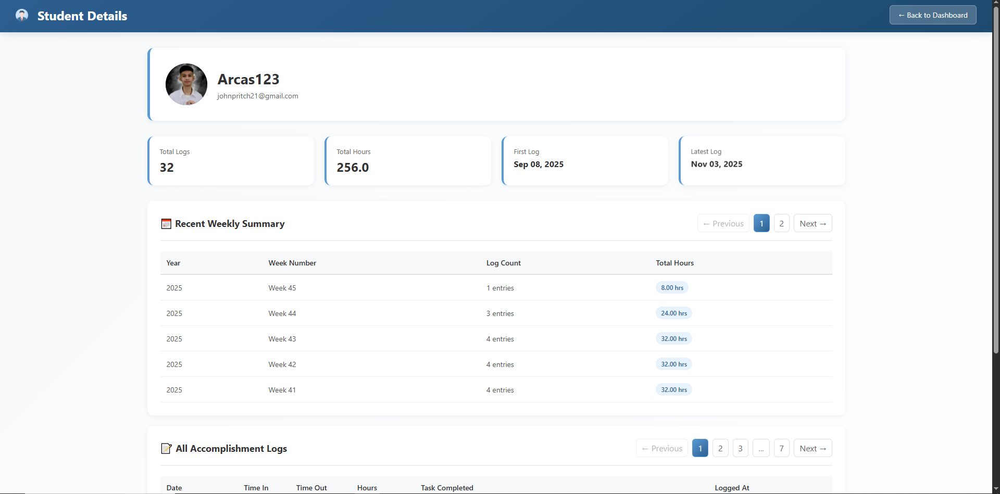 Student Details
← Back to Dashboard
Arcas123
johnpritch21@gmail.com
Total Logs
32
Total Hours
256.0
First Log
Sep 08, 2025
Latest Log
Nov 03, 2025
Recent Weekly Summary
← Previous 1 2 Next →
Year Week Number Log Count Total Hours
2025 Week 45 1 entries 8.00 hrs
2025 Week 44 3 entries 24.00 hrs
2025 Week 43 4 entries 32.00 hrs
2025 Week 42 4 entries 32.00 hrs
2025 Week 41 4 entries 32.00 hrs
All Accomplishment Logs
← Previous 1 2 3 ... 7 Next →
Date Time In Time Out Hours Task Completed Logged At